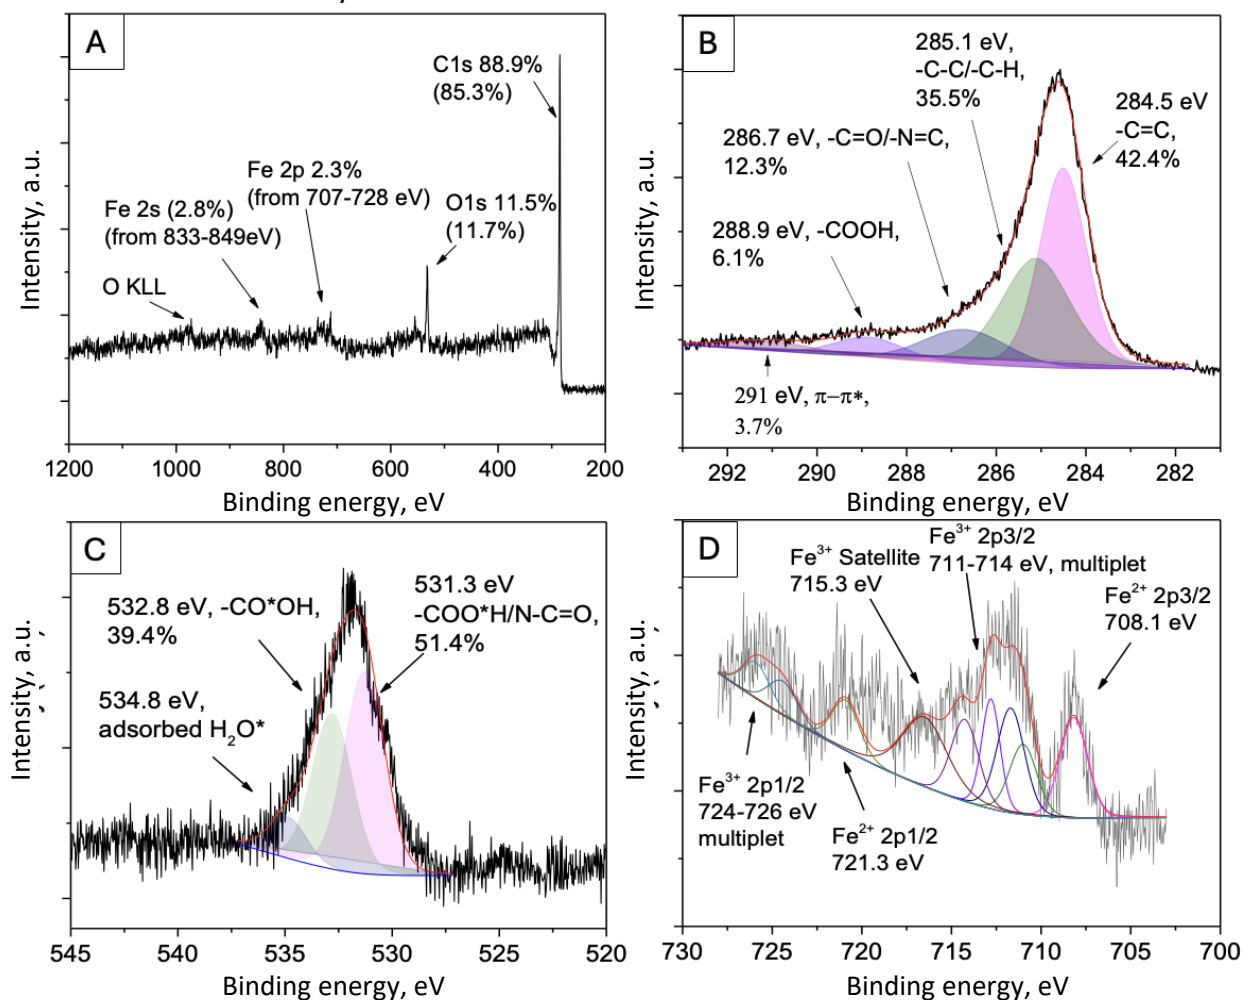 A
C1s 88.9%
(85.3%)
Fe 2p 2.3%
(from 707-728 eV)
Fe 2s (2.8%)
(from 833-849eV)
O1s 11.5%
(11.7%)
O KLL
Intensity, a.u.
1200 1000 800 600 400 200
Binding energy, eV
B
285.1 eV,
-C-C/-C-H,
35.5%
284.5 eV
-C=C,
42.4%
286.7 eV, -C=O/-N=C,
12.3%
288.9 eV, -COOH,
6.1%
291 eV, π–π*,
3.7%
Intensity, a.u.
292 290 288 286 284 282
Binding energy, eV
C
532.8 eV, -CO*OH,
39.4%
531.3 eV
-COO*H/N-C=O,
51.4%
534.8 eV,
adsorbed H₂O*
Intensity, a.u.
545 540 535 530 525 520
Binding energy, eV
D
Fe³⁺ 2p3/2
711-714 eV, multiplet
Fe³⁺ Satellite
715.3 eV
Fe²⁺ 2p3/2
708.1 eV
Fe³⁺ 2p1/2
724-726 eV
multiplet
Fe²⁺ 2p1/2
721.3 eV
Intensity, a.u.
730 725 720 715 710 705 700
Binding energy, eV